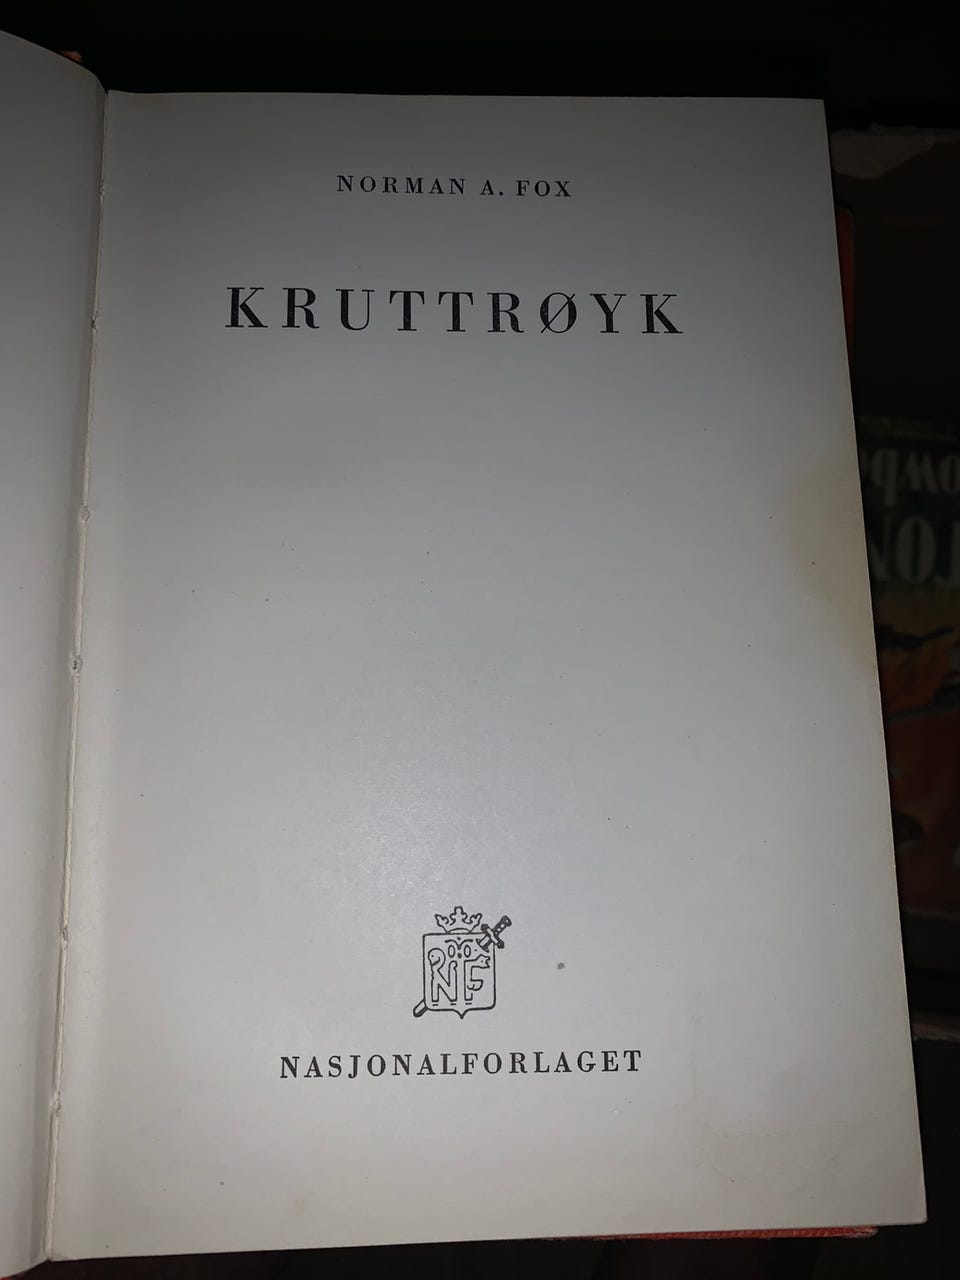 NORMAN A. FOX
KRUTTRØYK
NF
NASJONALFORLAGET